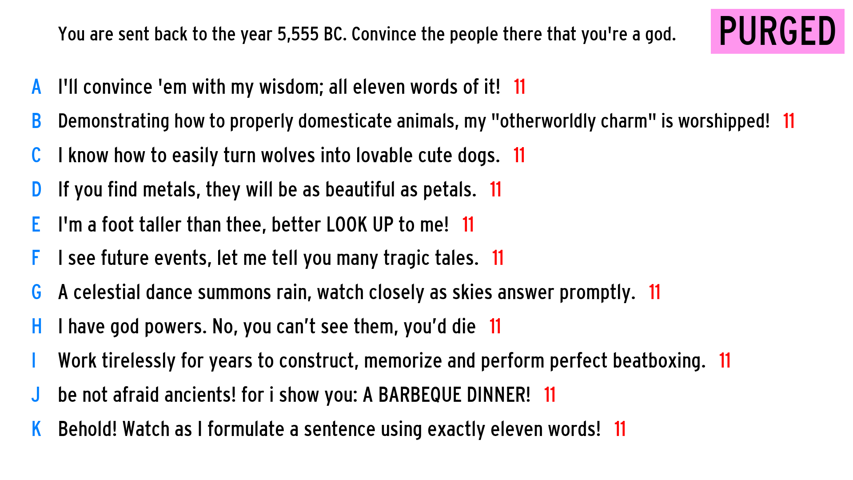 You are sent back to the year 5,555 BC. Convince the people there that you're a god. PURGED
A I'll convince 'em with my wisdom; all eleven words of it! 11
B Demonstrating how to properly domesticate animals, my "otherworldly charm" is worshipped! 11
C I know how to easily turn wolves into lovable cute dogs. 11
D If you find metals, they will be as beautiful as petals. 11
E I'm a foot taller than thee, better LOOK UP to me! 11
F I see future events, let me tell you many tragic tales. 11
G A celestial dance summons rain, watch closely as skies answer promptly. 11
H I have god powers. No, you can’t see them, you’d die 11
I Work tirelessly for years to construct, memorize and perform perfect beatboxing. 11
J be not afraid ancients! for i show you: A BARBEQUE DINNER! 11
K Behold! Watch as I formulate a sentence using exactly eleven words! 11